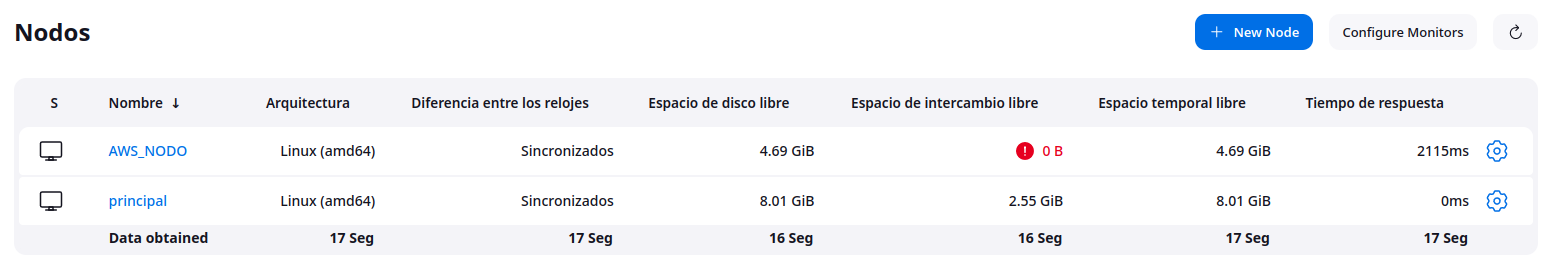 Nodos
+ New Node
Configure Monitors
S Nombre ↓ Arquitectura Diferencia entre los relojes Espacio de disco libre Espacio de intercambio libre Espacio temporal libre Tiempo de respuesta
AWS_NODO Linux (amd64) Sincronizados 4.69 GiB 0 B 4.69 GiB 2115ms
principal Linux (amd64) Sincronizados 8.01 GiB 2.55 GiB 8.01 GiB 0ms
Data obtained 17 Seg 17 Seg 16 Seg 16 Seg 17 Seg 17 Seg